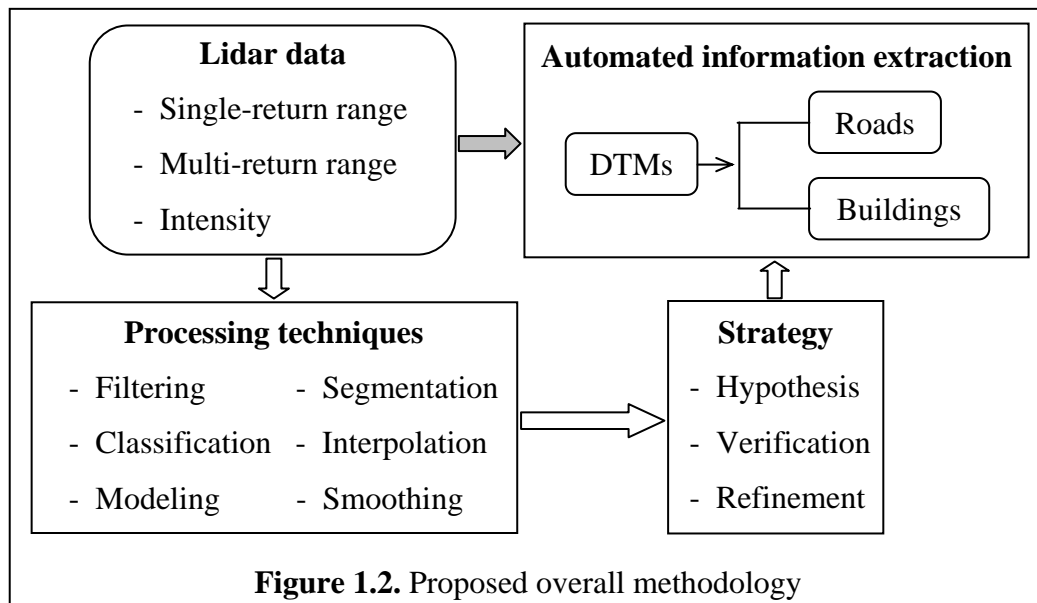 Lidar data
- Single-return range
- Multi-return range
- Intensity
Automated information extraction
DTMs
Roads
Buildings
Processing techniques
- Filtering
- Classification
- Modeling
- Segmentation
- Interpolation
- Smoothing
Strategy
- Hypothesis
- Verification
- Refinement
Figure 1.2. Proposed overall methodology